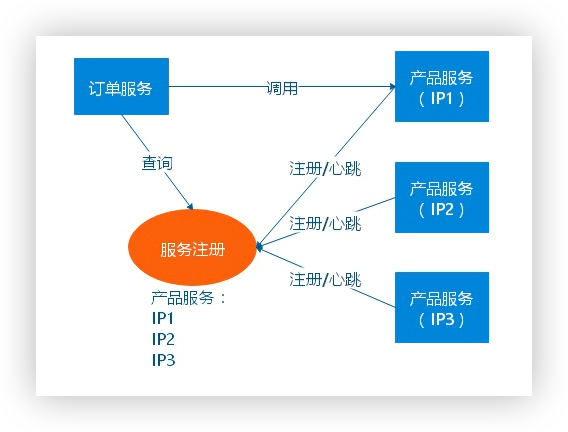 订单服务
调用
产品服务
（ IP1 ）
查询
注册/心跳
产品服务
（ IP2 ）
注册/心跳
服务注册
注册/心跳
产品服务
（ IP3 ）
产品服务：
IP1
IP2
IP3